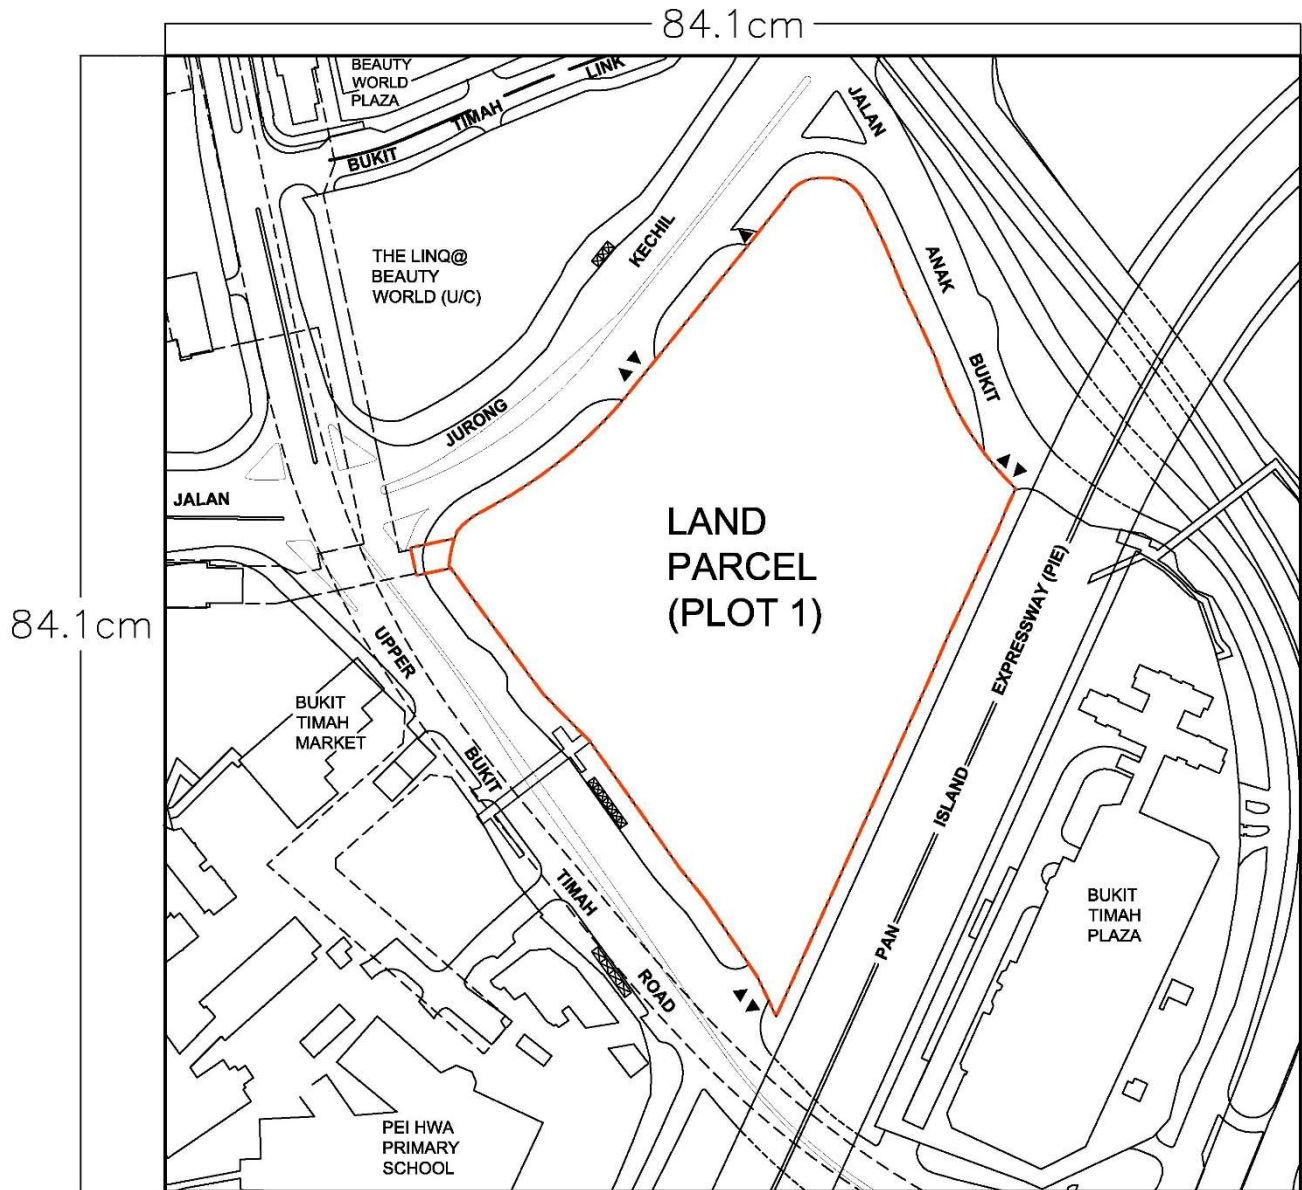 84.1cm
BEAUTY
WORLD
PLAZA
BUKIT TIMAH LINK
JALAN ANAK BUKIT
THE LINQ@
BEAUTY
WORLD (U/C)
JURONG KECHIL
JALAN
LAND
PARCEL
(PLOT 1)
84.1cm
UPPER BUKIT TIMAH ROAD
PAN ISLAND EXPRESSWAY (PIE)
BUKIT
TIMAH
MARKET
BUKIT
TIMAH
PLAZA
PEI HWA
PRIMARY
SCHOOL